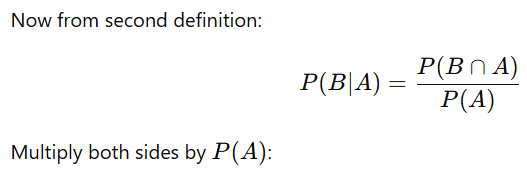 Now from second definition:
P(B|A) = P(B ∩ A) / P(A)
Multiply both sides by P(A):